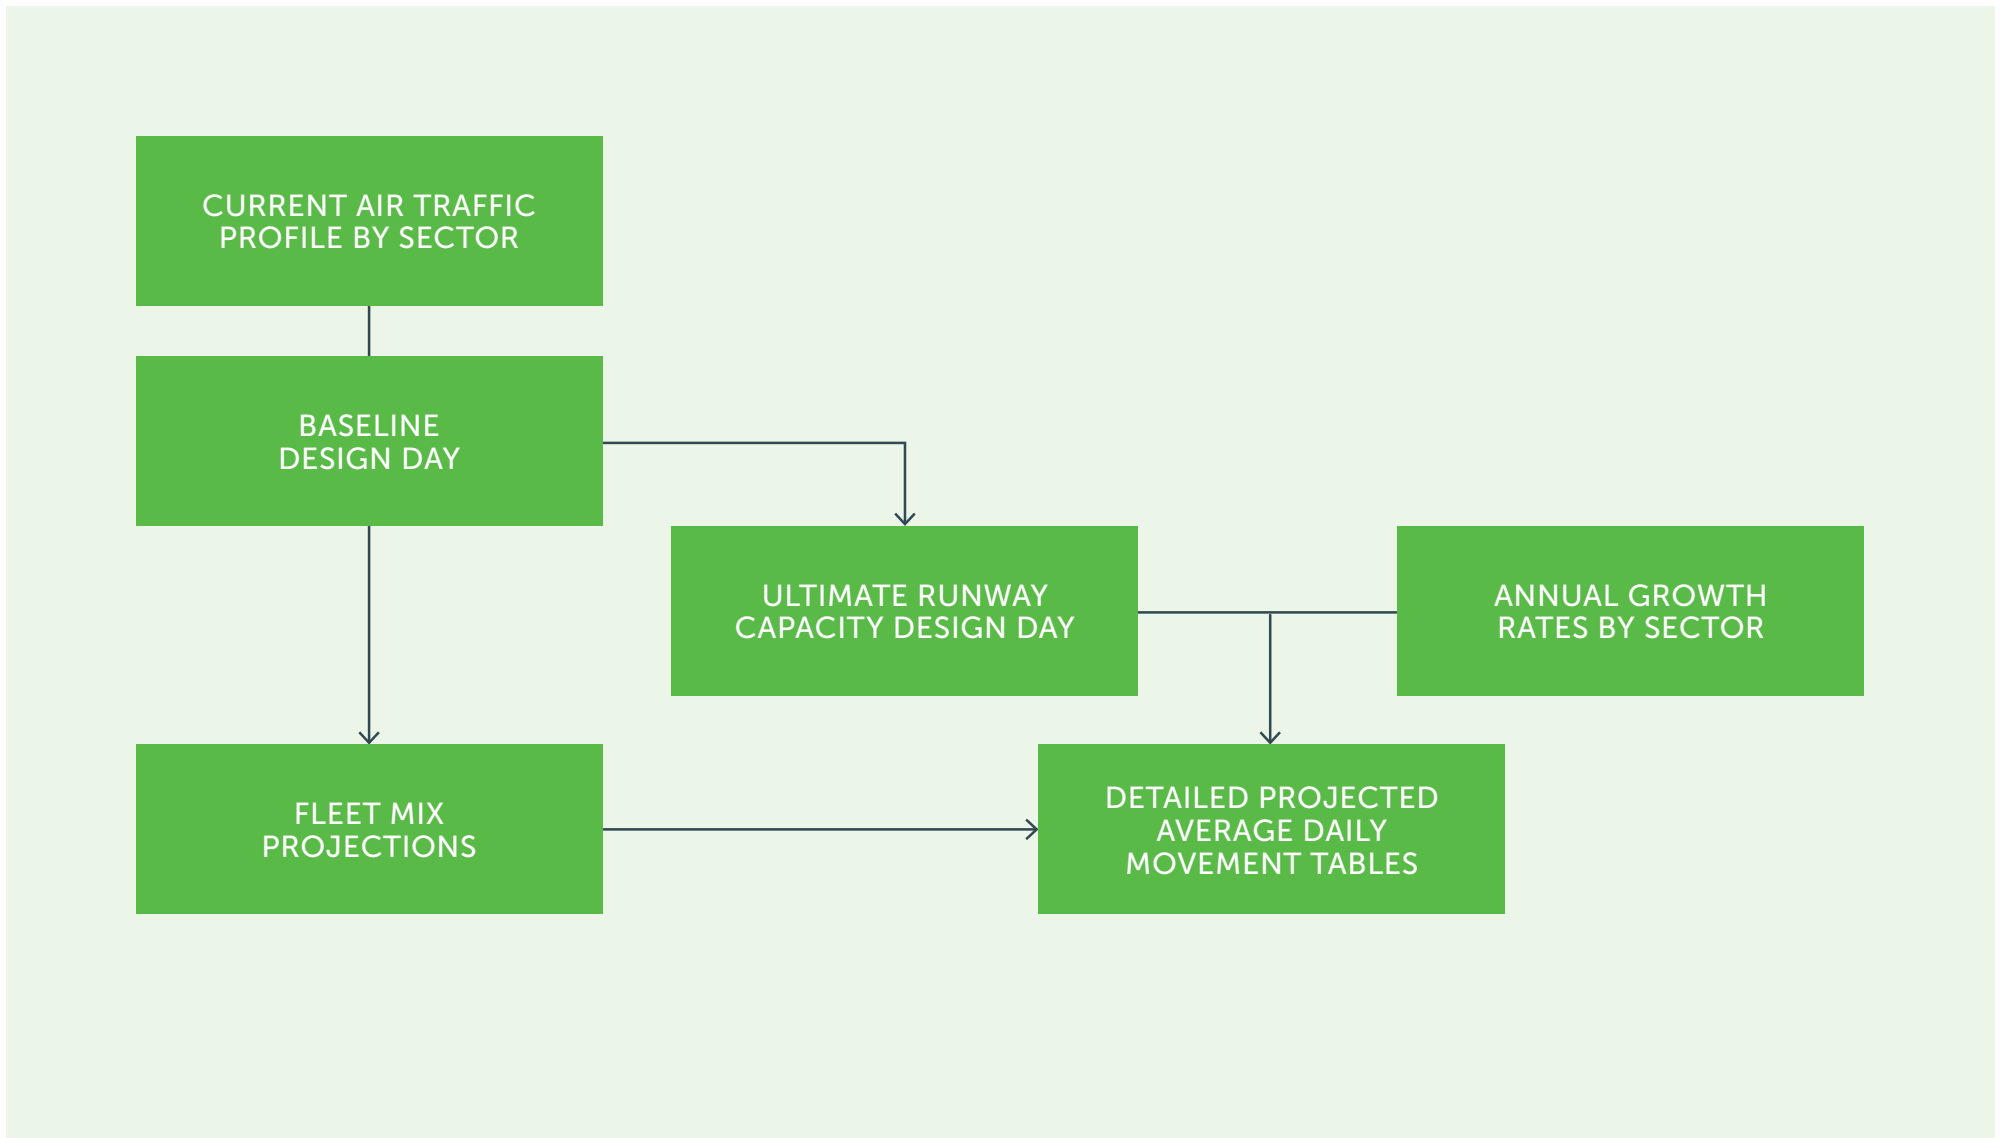 CURRENT AIR TRAFFIC
PROFILE BY SECTOR
BASELINE
DESIGN DAY
ULTIMATE RUNWAY
CAPACITY DESIGN DAY
ANNUAL GROWTH
RATES BY SECTOR
FLEET MIX
PROJECTIONS
DETAILED PROJECTED
AVERAGE DAILY
MOVEMENT TABLES